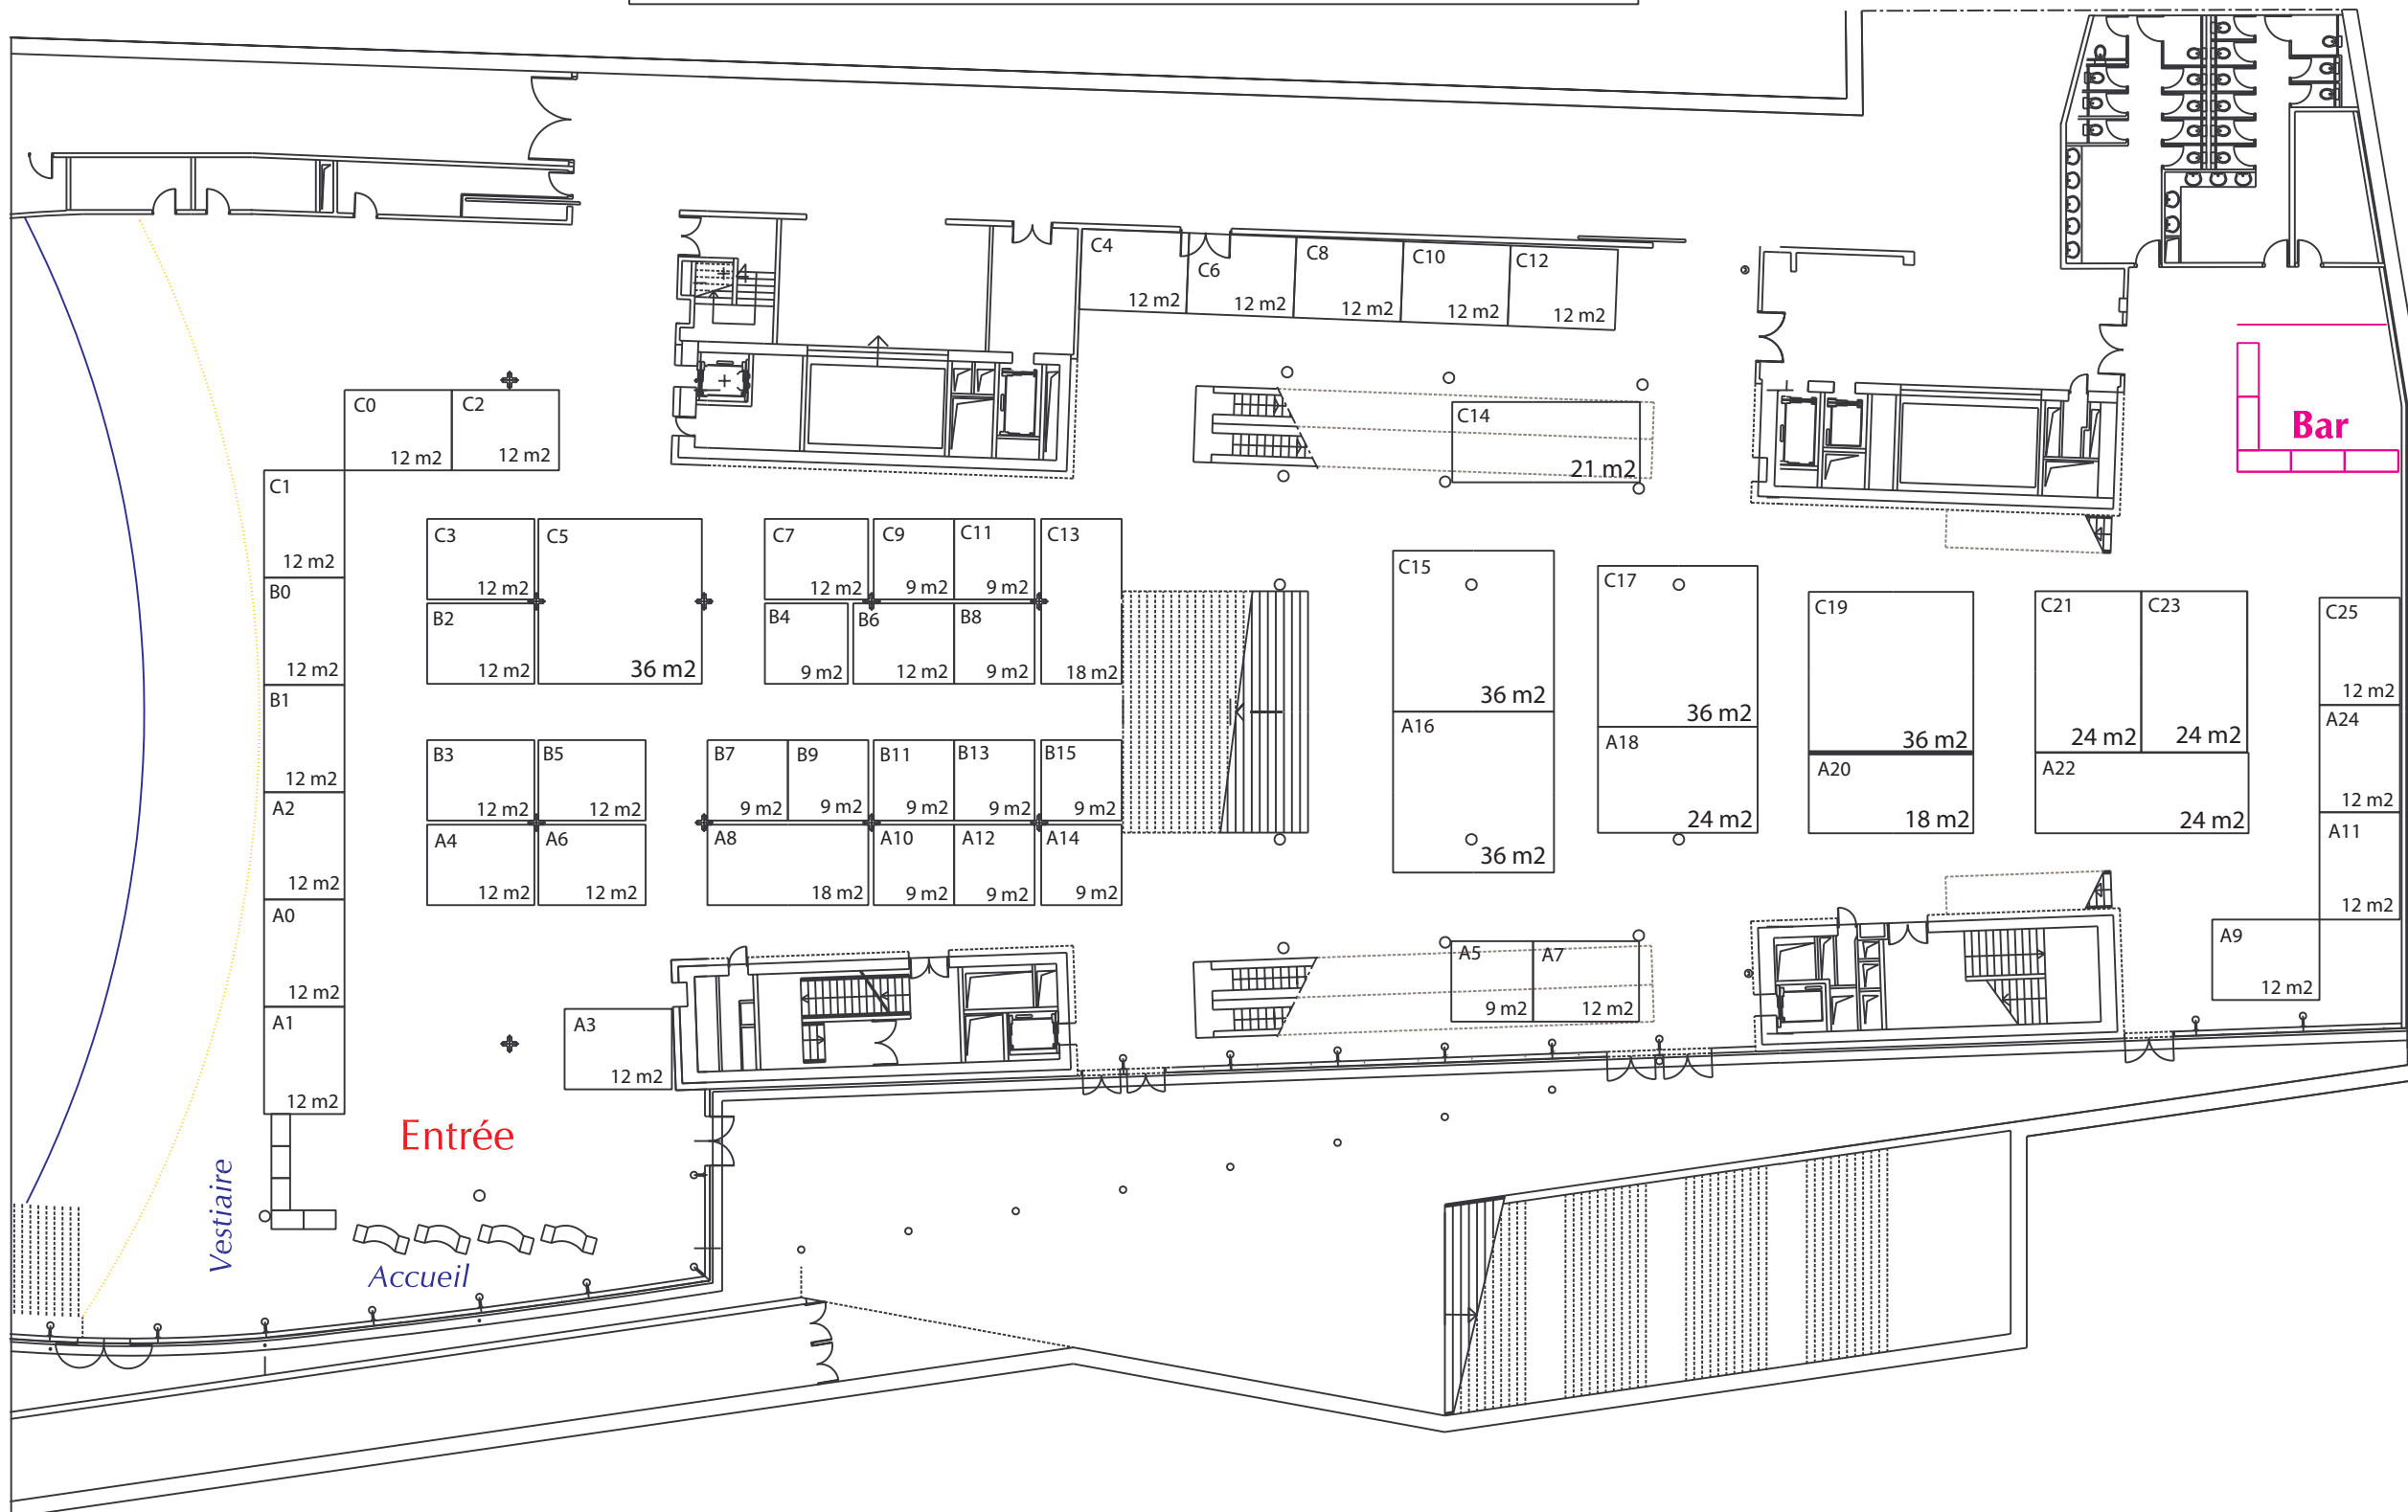 C4
12 m2
C6
12 m2
C8
12 m2
C10
12 m2
C12
12 m2
C0
12 m2
C2
12 m2
C14
21 m2
Bar
C1
12 m2
B0
12 m2
B1
12 m2
A2
12 m2
A0
12 m2
A1
12 m2
C3
12 m2
C5
36 m2
B2
12 m2
C7
12 m2
C9
9 m2
C11
9 m2
C13
18 m2
B4
9 m2
B6
12 m2
B8
9 m2
B3
12 m2
B5
12 m2
A4
12 m2
A6
12 m2
B7
9 m2
B9
9 m2
B11
9 m2
B13
9 m2
B15
9 m2
A8
18 m2
A10
9 m2
A12
9 m2
A14
9 m2
C15
36 m2
A16
36 m2
C17
36 m2
A18
24 m2
C19
36 m2
A20
18 m2
C21
24 m2
C23
24 m2
A22
24 m2
C25
12 m2
A24
12 m2
A11
12 m2
A9
12 m2
A5
9 m2
A7
12 m2
A3
12 m2
Entrée
Vestiaire
Accueil